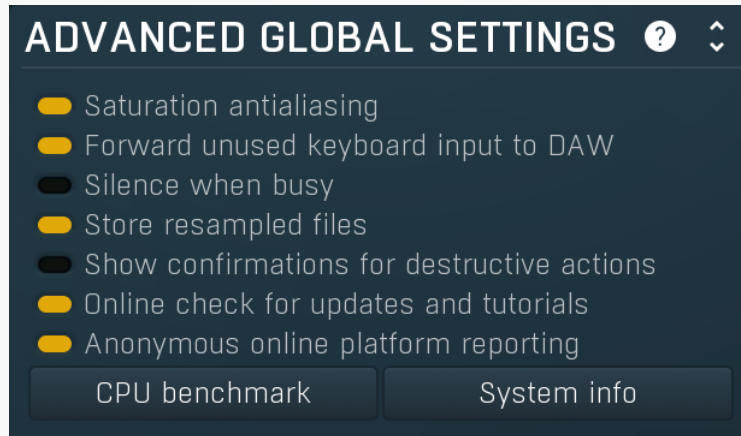 ADVANCED GLOBAL SETTINGS ?
Saturation antialiasing
Forward unused keyboard input to DAW
Silence when busy
Store resampled files
Show confirmations for destructive actions
Online check for updates and tutorials
Anonymous online platform reporting
CPU benchmark System info